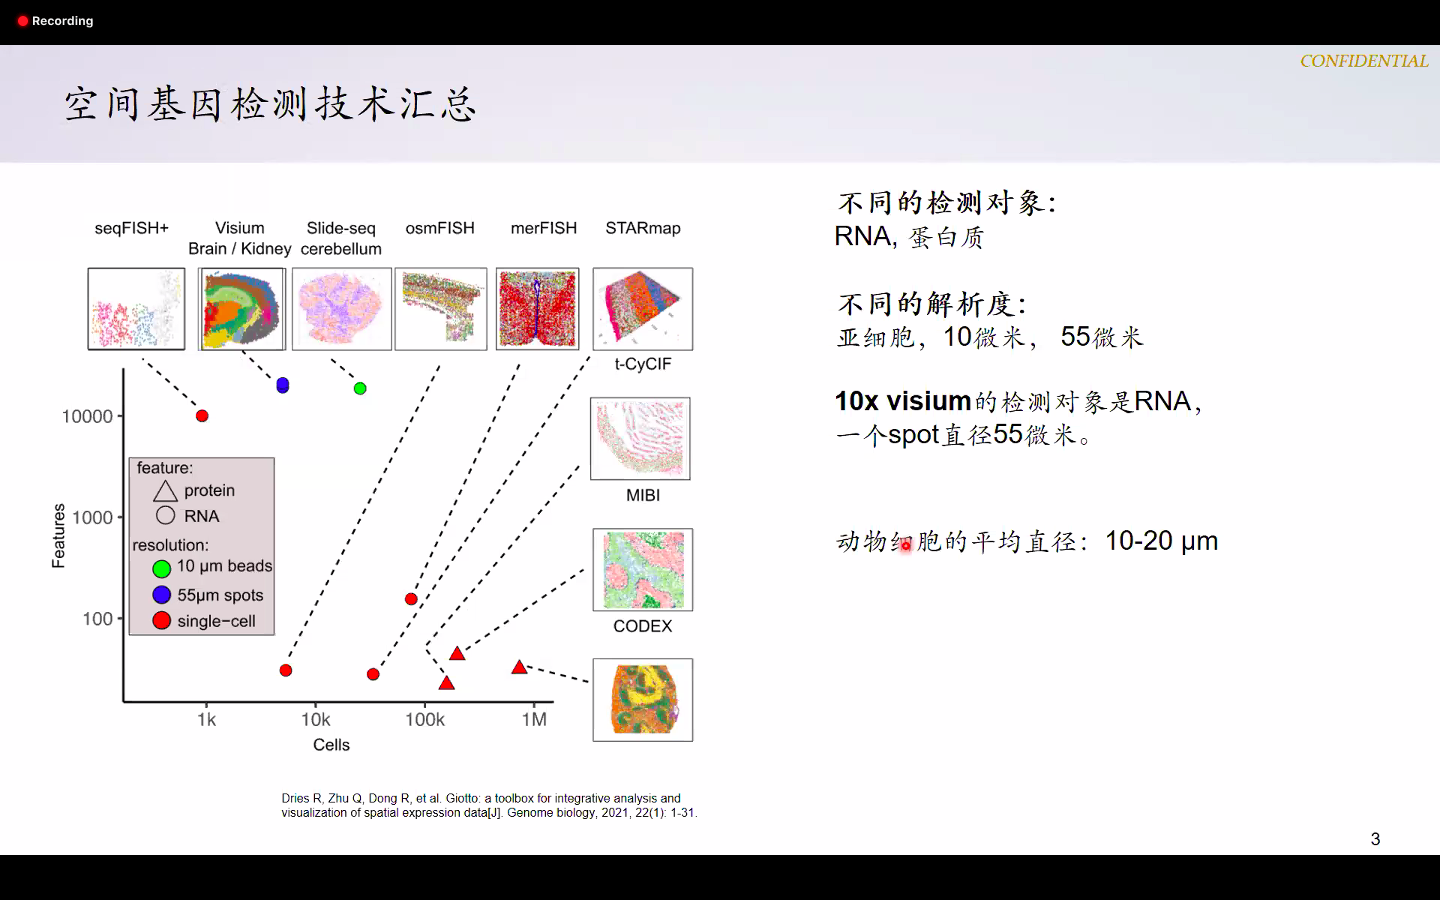 Recording
CONFIDENTIAL
空间基因检测技术汇总
seqFISH+
Visium
Brain / Kidney
Slide-seq
cerebellum
osmFISH
merFISH
STARmap
t-CyCIF
MIBI
CODEX
10000
1000
100
Features
feature:
protein
RNA
resolution:
10 μm beads
55μm spots
single−cell
1k
10k
100k
1M
Cells
Dries R, Zhu Q, Dong R, et al. Giotto: a toolbox for integrative analysis and
visualization of spatial expression data[J]. Genome biology, 2021, 22(1): 1-31.
不同的检测对象：
RNA, 蛋白质
不同的解析度：
亚细胞，10微米， 55微米
10x visium的检测对象是RNA，
一个spot直径55微米。
动物细胞的平均直径：10-20 μm
3